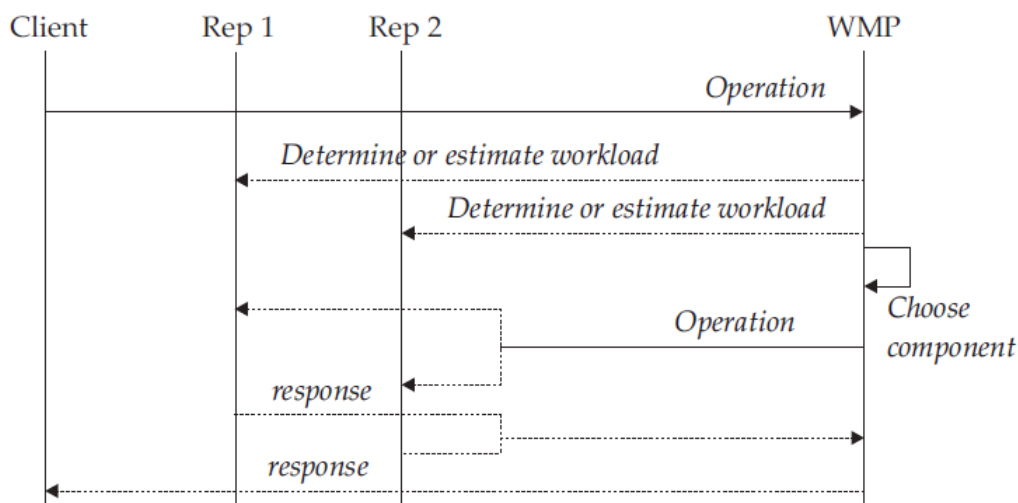 Client Rep 1 Rep 2 WMP
Operation
Determine or estimate workload
Determine or estimate workload
Choose
component
Operation
response
response